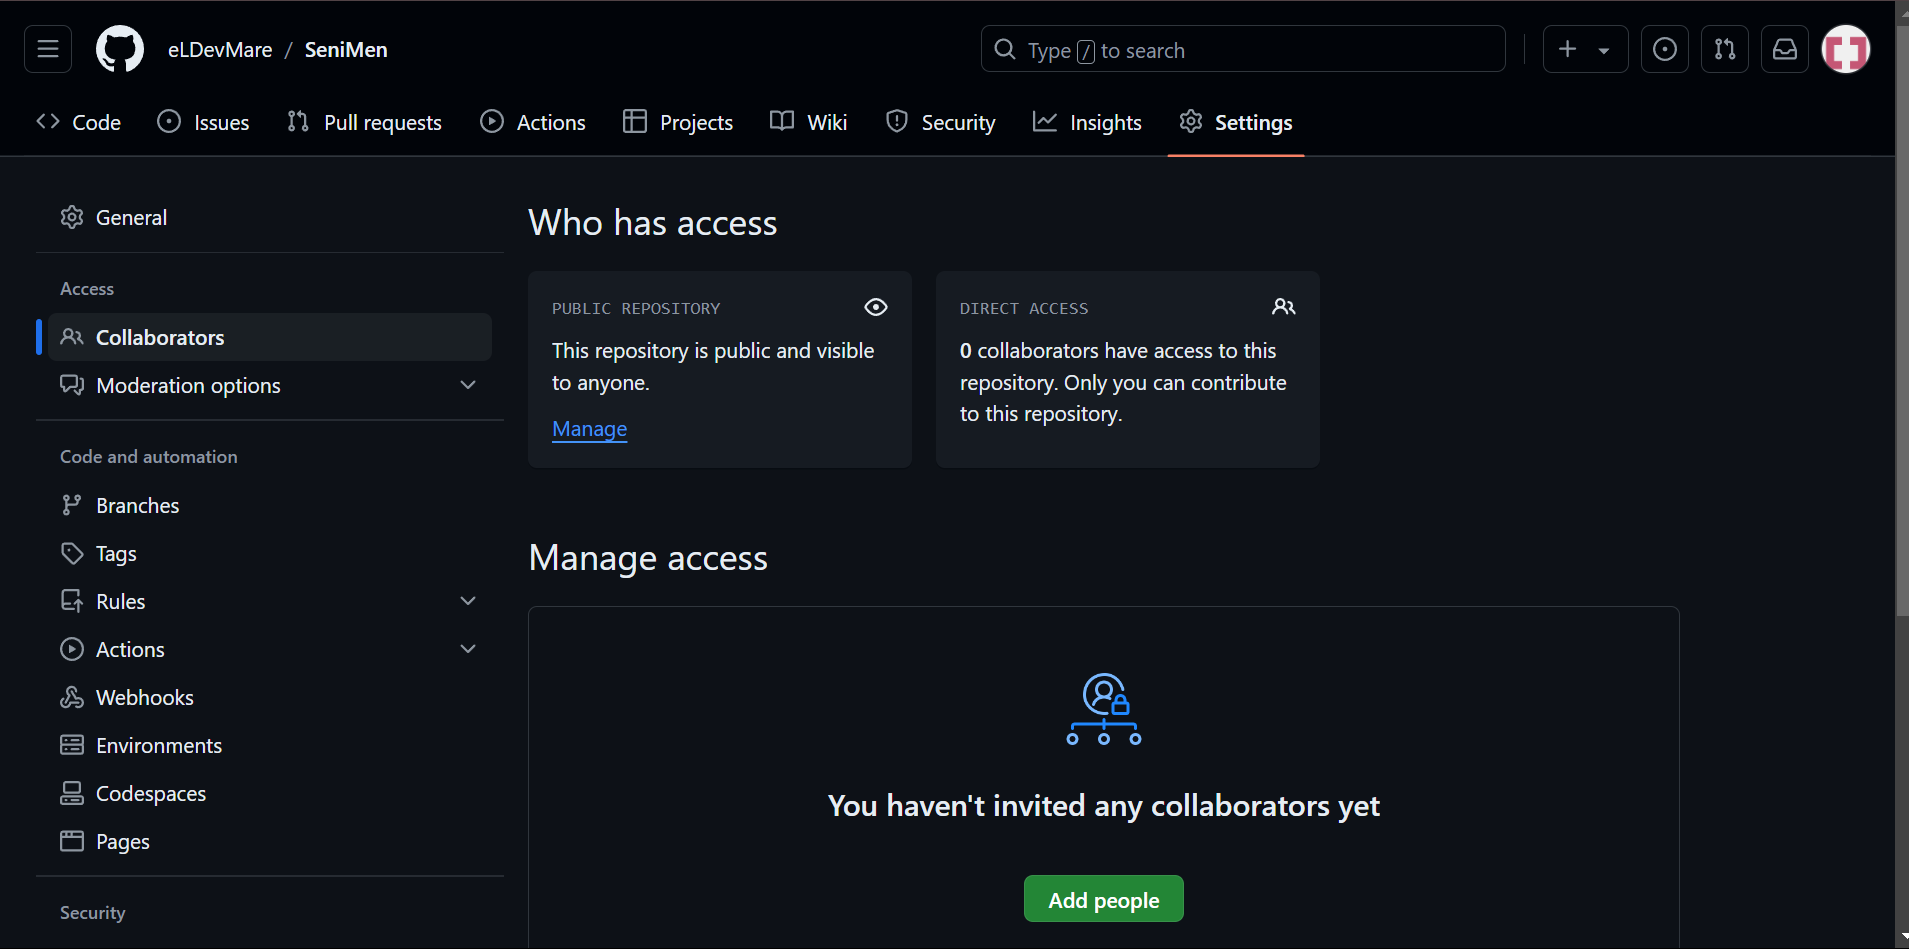 eLDevMare / SeniMen
Type / to search
Code
Issues
Pull requests
Actions
Projects
Wiki
Security
Insights
Settings
General
Access
Collaborators
Moderation options
Code and automation
Branches
Tags
Rules
Actions
Webhooks
Environments
Codespaces
Pages
Security
Who has access
PUBLIC REPOSITORY
This repository is public and visible
to anyone.
Manage
DIRECT ACCESS
0 collaborators have access to this
repository. Only you can contribute
to this repository.
Manage access
You haven't invited any collaborators yet
Add people